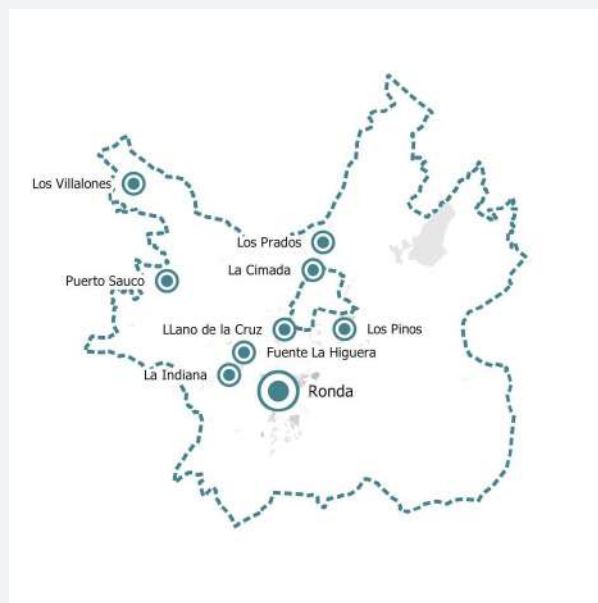 Los Villalones
Los Prados
La Cimada
Puerto Sauco
LLano de la Cruz
Los Pinos
Fuente La Higuera
La Indiana
Ronda